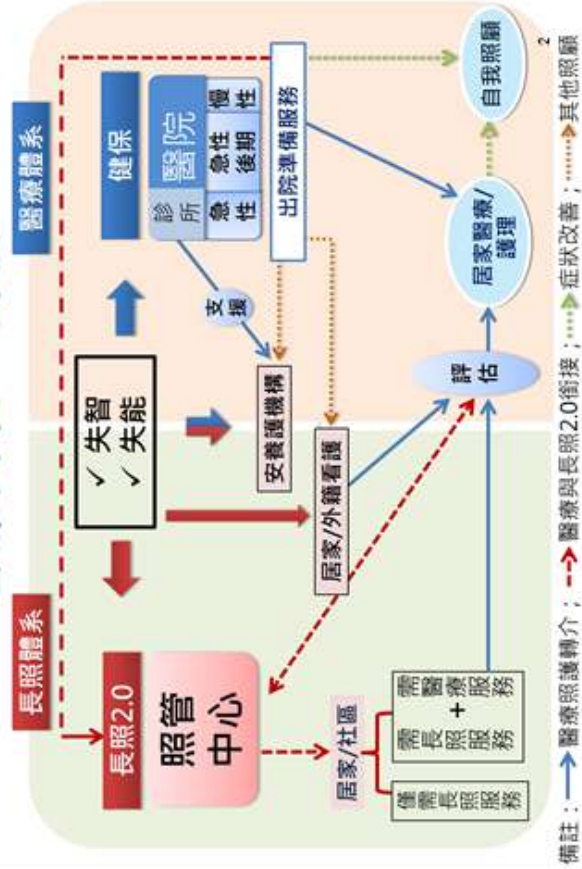 長照體系
醫療體系
長照2.0
照管
中心
✓ 失智
✓ 失能
健保
診所
醫院
急性
急性後期
慢性
出院準備服務
支援
安養護機構
居家/外籍看護
居家/社區
僅需長照服務
需長照服務
+
需醫療服務
評估
居家醫療/
護理
自我照顧
2
備註：醫療照護轉介；醫療與長照2.0銜接；症狀改善；其他照顧